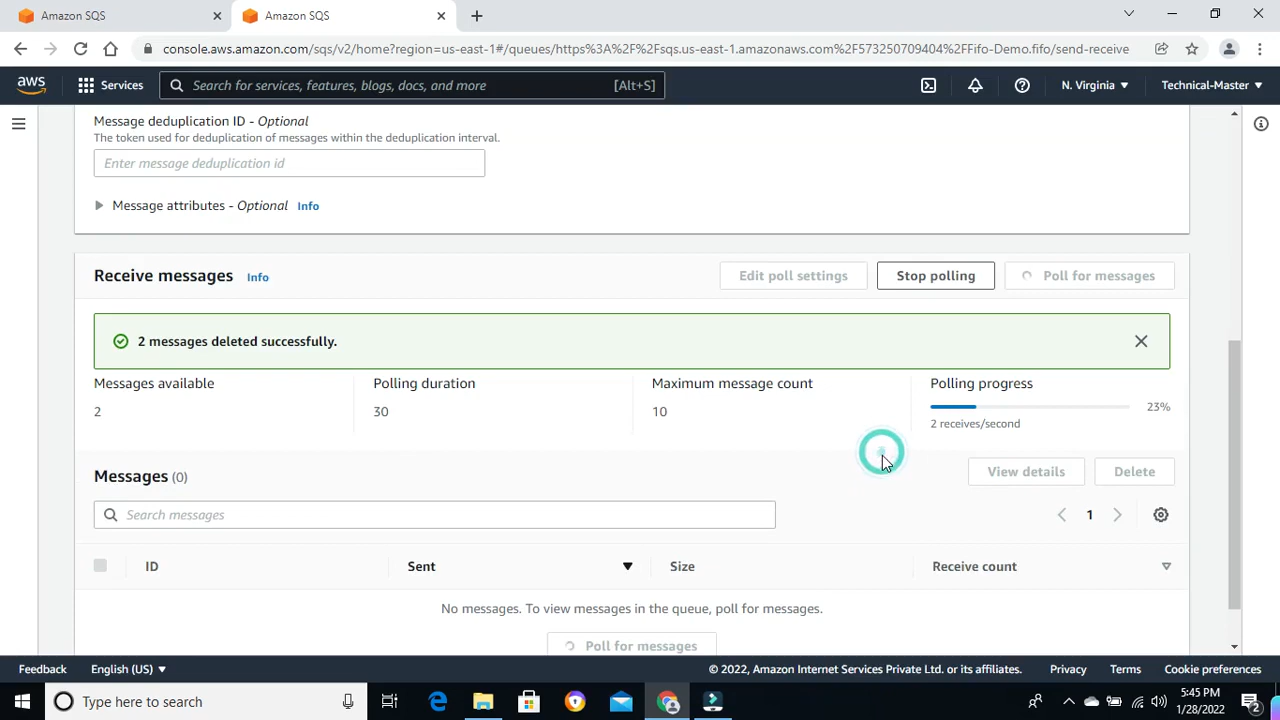 Amazon SQS
Amazon SQS
console.aws.amazon.com/sqs/v2/home?region=us-east-1#/queues/https%3A%2F%2Fsqs.us-east-1.amazonaws.com%2F573250709404%2FFifo-Demo.fifo/send-receive
aws Services Search for services, features, blogs, docs, and more [Alt+S] N. Virginia Technical-Master
Message deduplication ID - Optional
The token used for deduplication of messages within the deduplication interval.
Enter message deduplication id
Message attributes - Optional Info
Receive messages Info Edit poll settings Stop polling Poll for messages
2 messages deleted successfully.
Messages available Polling duration Maximum message count Polling progress
2 30 10 23%
2 receives/second
Messages (0) View details Delete
Search messages 1
ID Sent Size Receive count
No messages. To view messages in the queue, poll for messages.
Poll for messages
Feedback English (US) © 2022, Amazon Internet Services Private Ltd. or its affiliates. Privacy Terms Cookie preferences
Type here to search 5:45 PM
1/28/2022 2